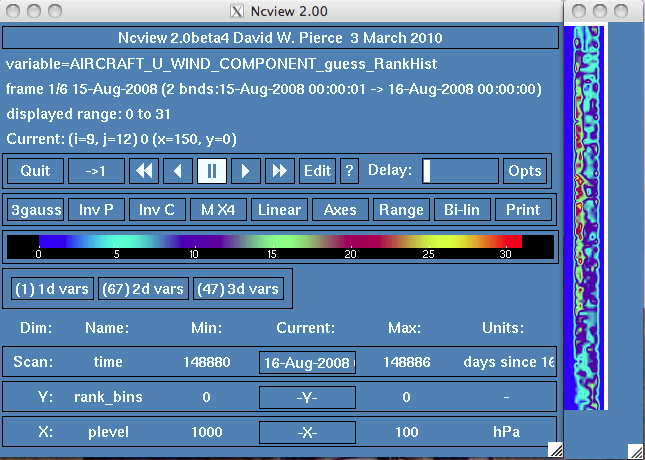 Ncview 2.00
Ncview 2.0beta4 David W. Pierce 3 March 2010
variable=AIRCRAFT_U_WIND_COMPONENT_guess_RankHist
frame 1/6 15-Aug-2008 (2 bnds:15-Aug-2008 00:00:01 -> 16-Aug-2008 00:00:00)
displayed range: 0 to 31
Current: (i=9, j=12) 0 (x=150, y=0)
Quit ->1 Edit ? Delay: Opts
3gauss Inv P Inv C M X4 Linear Axes Range Bi-lin Print
0 5 10 15 20 25 30
(1) 1d vars (67) 2d vars (47) 3d vars
Dim: Name: Min: Current: Max: Units:
Scan: time 148880 16-Aug-2008 148886 days since 16
Y: rank_bins 0 -Y- 0 -
X: plevel 1000 -X- 100 hPa